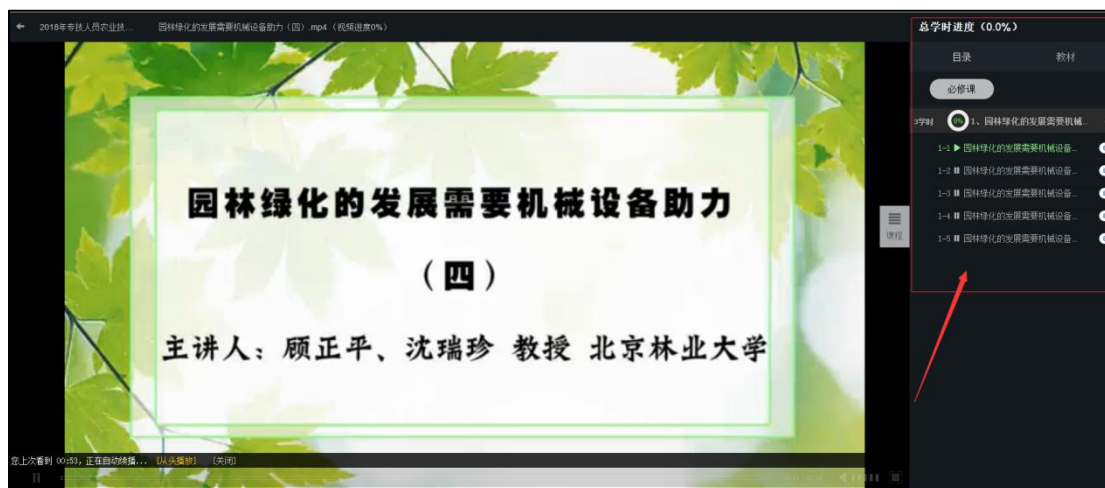 2018年专技人员农业技... 园林绿化的发展需要机械设备助力（四）.mp4（视频进度0%）
总学时进度（0.0%）
目录 教材
必修课
3学时 0% 1、园林绿化的发展需要机械...
1-1 园林绿化的发展需要机械设备...
1-2 园林绿化的发展需要机械设备...
1-3 园林绿化的发展需要机械设备...
1-4 园林绿化的发展需要机械设备...
1-5 园林绿化的发展需要机械设备...
课程
园林绿化的发展需要机械设备助力
（四）
主讲人：顾正平、沈瑞珍 教授 北京林业大学
您上次看到 00:53，正在自动续播... [从头播放] [关闭]